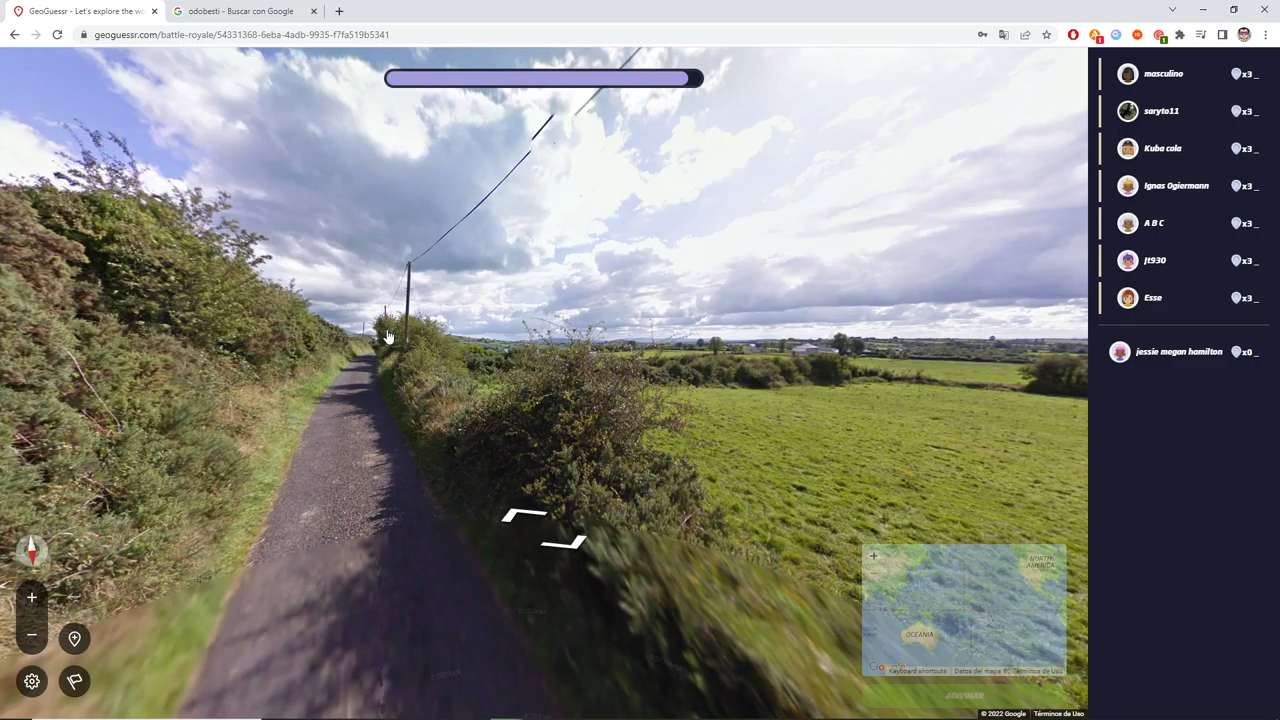 GeoGuessr - Let's explore the wo
odobesti - Buscar con Google
geoguessr.com/battle-royale/54331368-6eba-4adb-9935-f7fa519b5341
1
1
masculino
x3
saryto11
x3
Kuba cola
x3
Ignas Ogiermann
x3
A B C
x3
Jt930
x3
Esse
x3
jessie megan hamilton
x0
NORTH
AMERICA
OCEANIA
Keyboard shortcuts
Datos del mapa ©
Términos de Uso
© 2022 Google
Términos de Uso